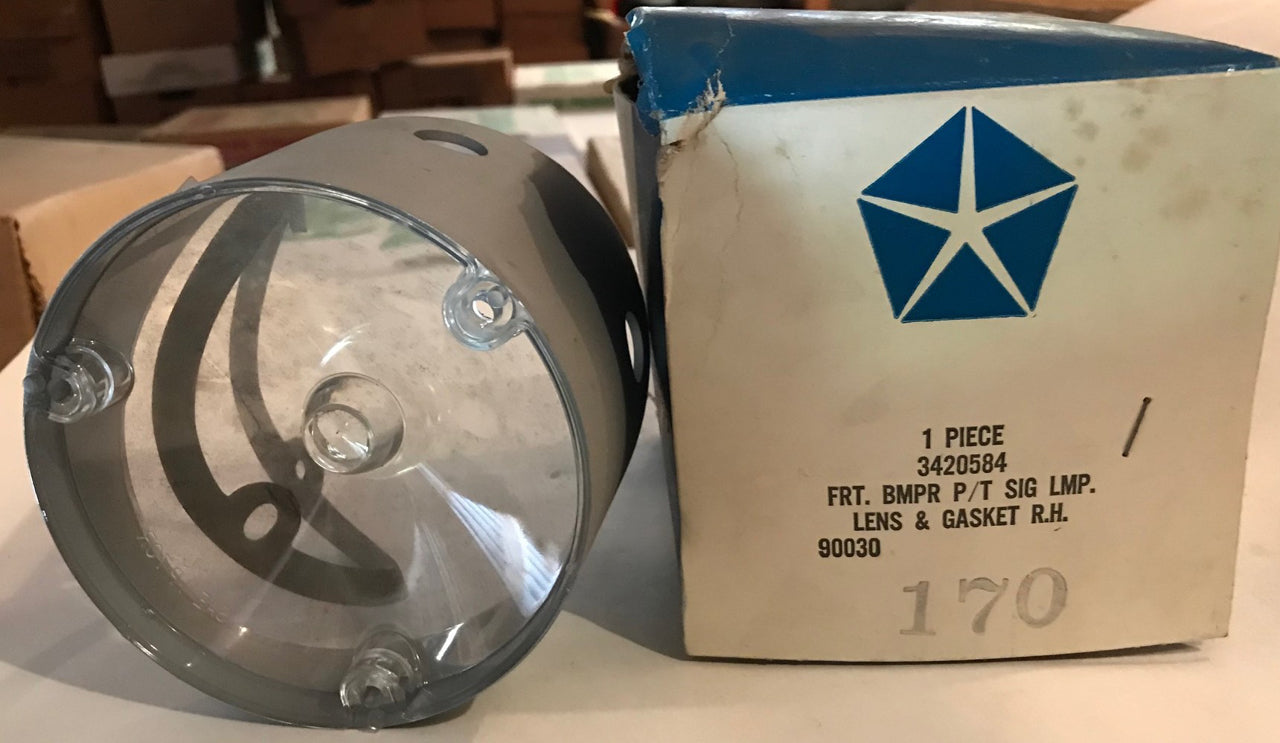 1 PIECE
3420584
FRT. BMPR P/T SIG LMP.
LENS & GASKET R.H.
90030
170